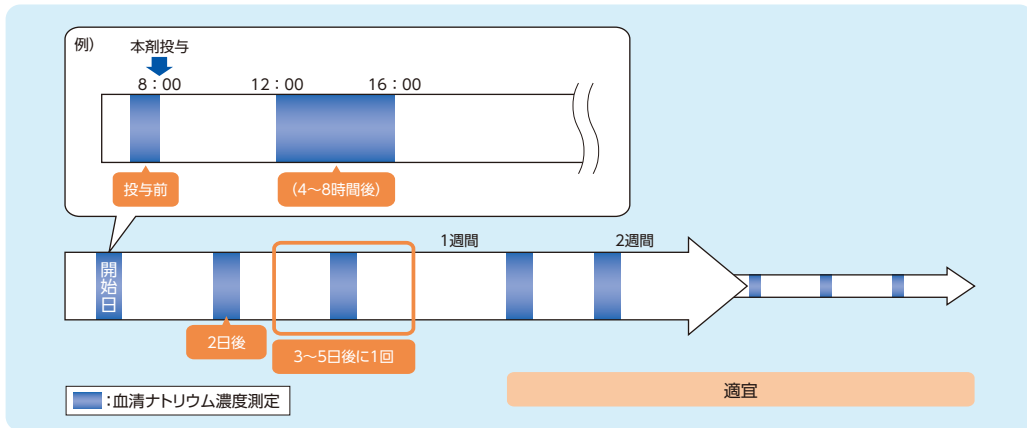 例)
本剤投与
8：00
12：00
16：00
投与前
(4～8時間後)
1週間
2週間
開始日
2日後
3～5日後に1回
:血清ナトリウム濃度測定
適宜